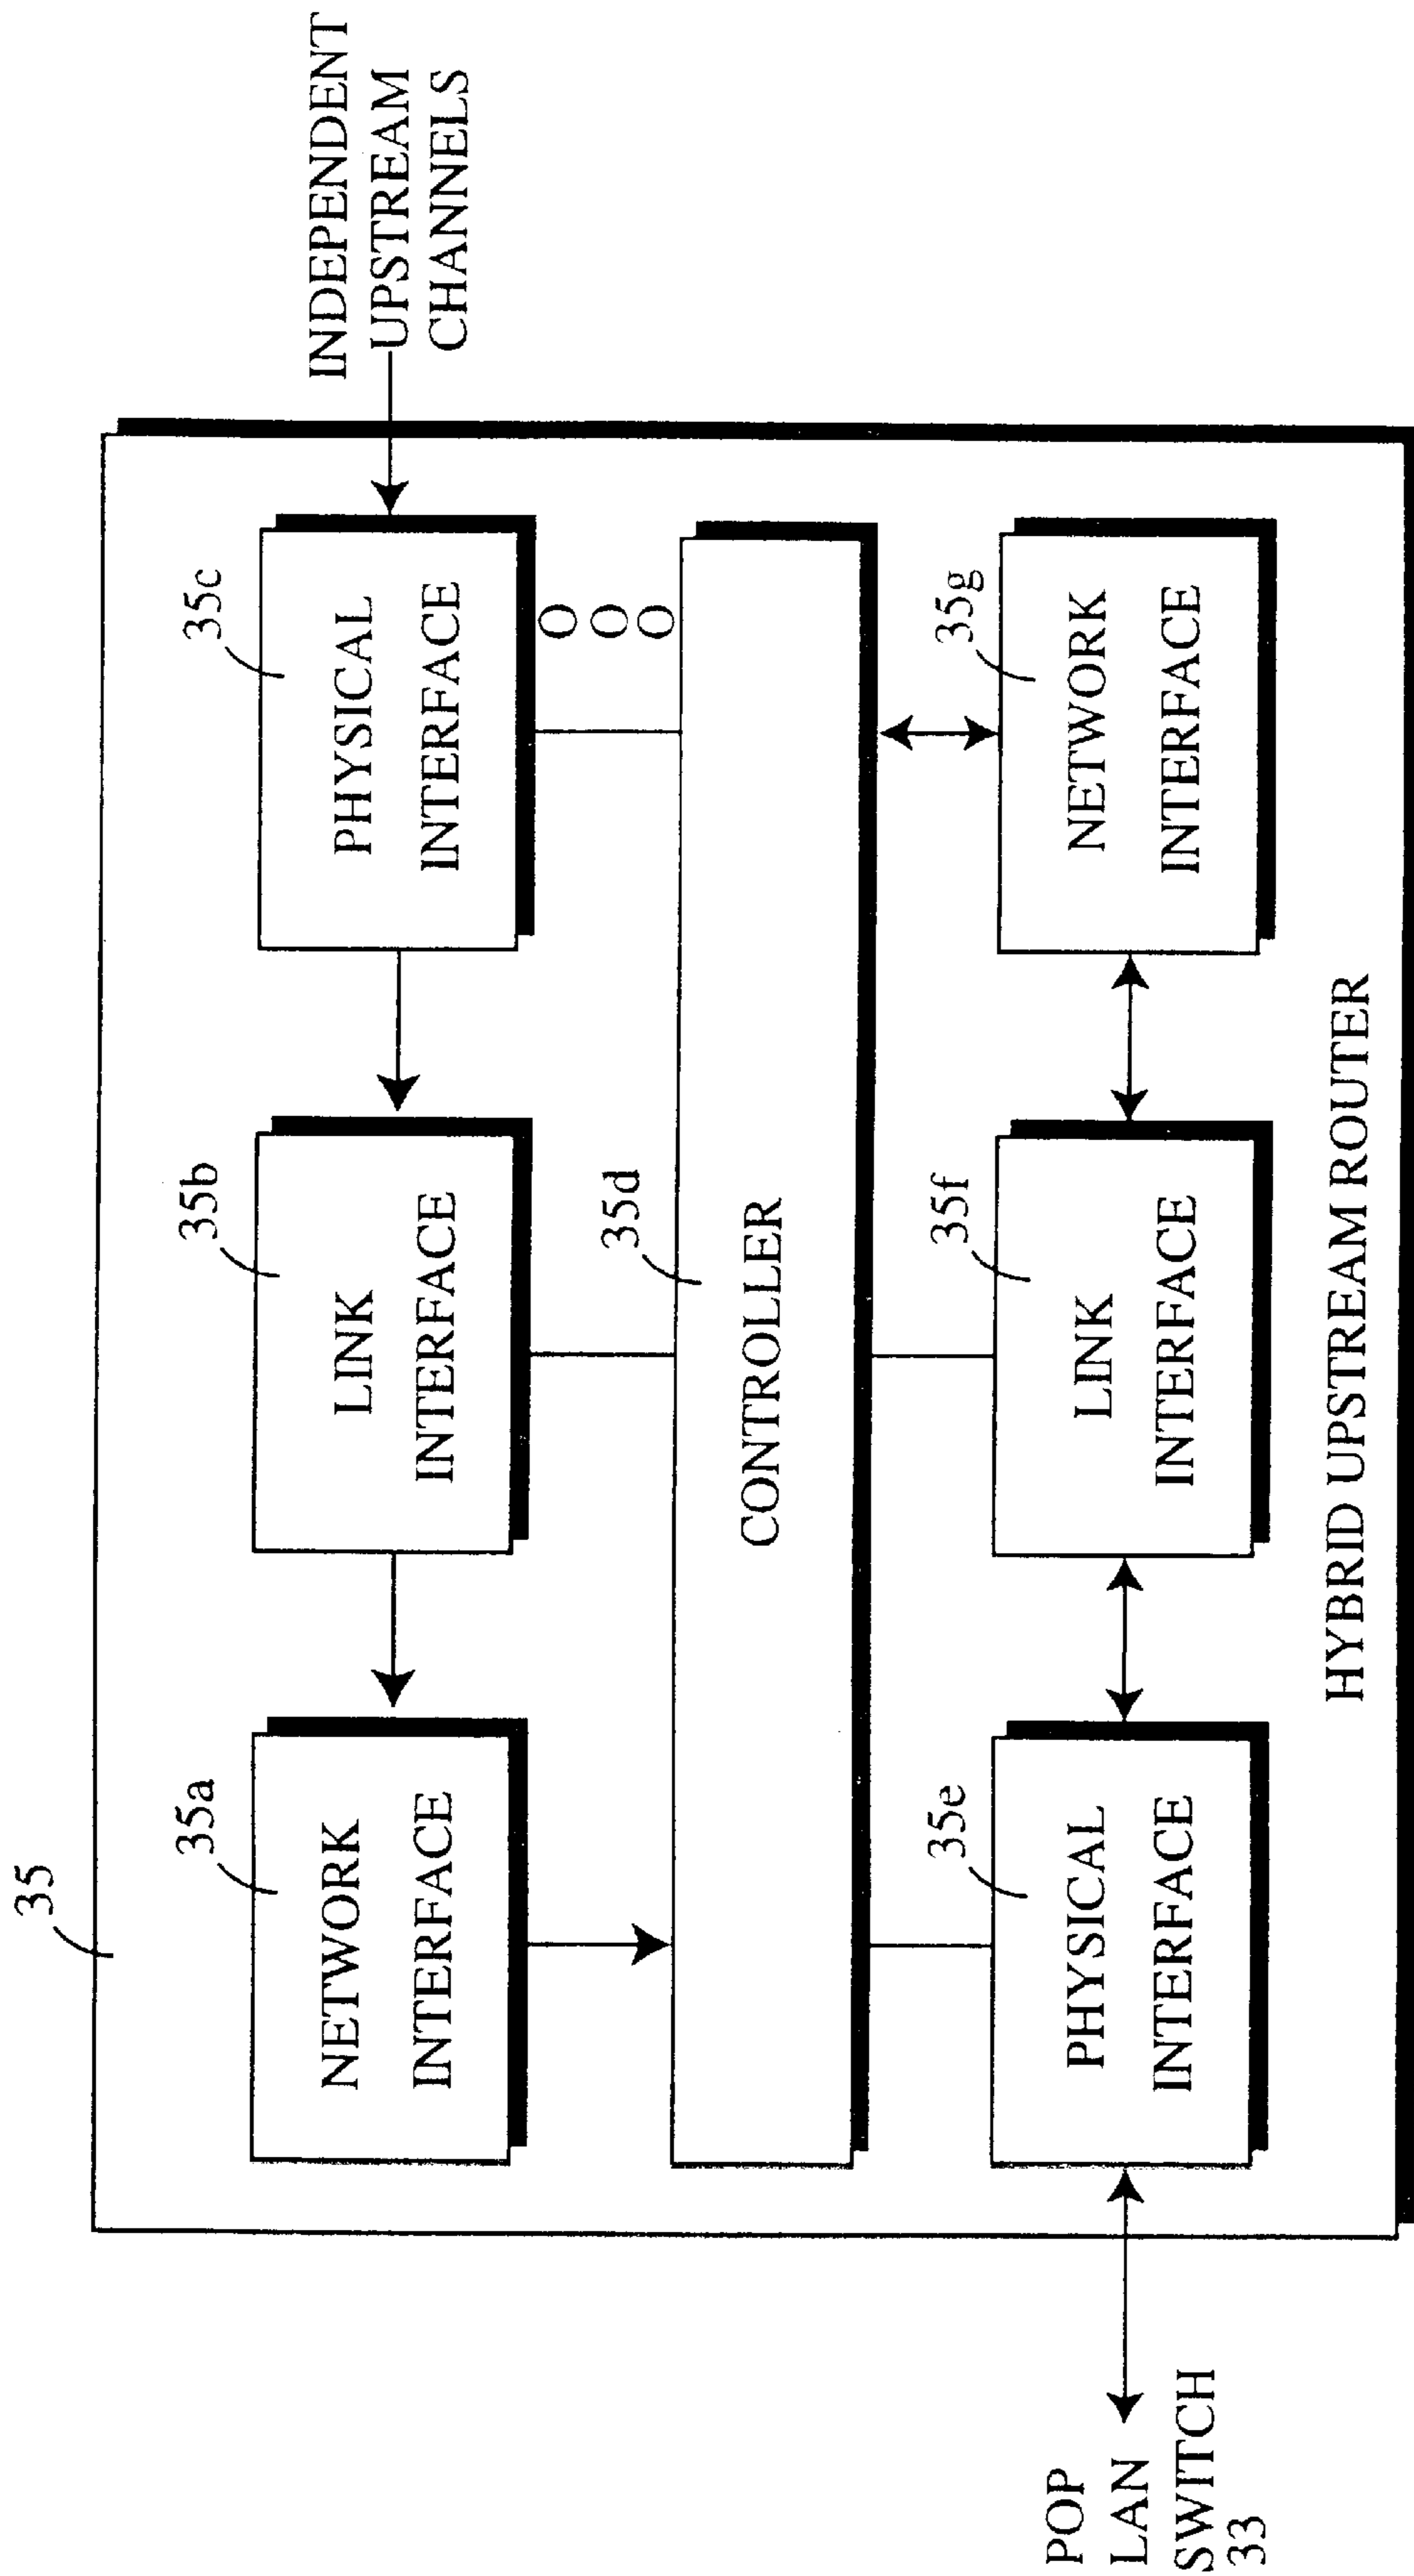 35
35a
NETWORK
INTERFACE
35b
LINK
INTERFACE
35c
PHYSICAL
INTERFACE
INDEPENDENT
UPSTREAM
CHANNELS
35d
CONTROLLER
35e
PHYSICAL
INTERFACE
35f
LINK
INTERFACE
35g
NETWORK
INTERFACE
POP
LAN
SWITCH
33
HYBRID UPSTREAM ROUTER